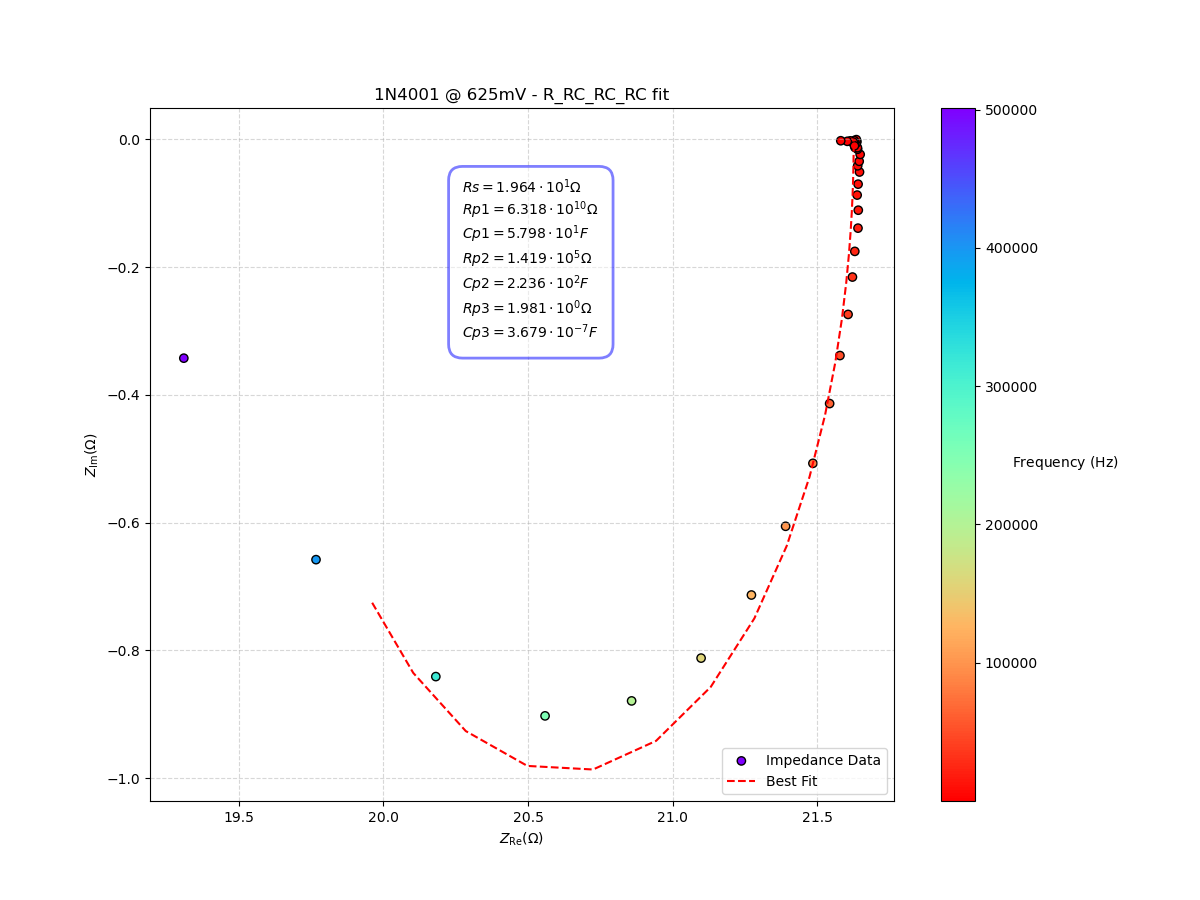 1N4001 @ 625mV - R_RC_RC_RC fit
0.0
−0.2
−0.4
−0.6
−0.8
−1.0
Z_Im(Ω)
Rs = 1.964 · 10^1Ω
Rp1 = 6.318 · 10^10Ω
Cp1 = 5.798 · 10^1F
Rp2 = 1.419 · 10^5Ω
Cp2 = 2.236 · 10^2F
Rp3 = 1.981 · 10^0Ω
Cp3 = 3.679 · 10^−7F
Impedance Data
Best Fit
19.5
20.0
20.5
21.0
21.5
Z_Re(Ω)
500000
400000
300000
200000
100000
Frequency (Hz)